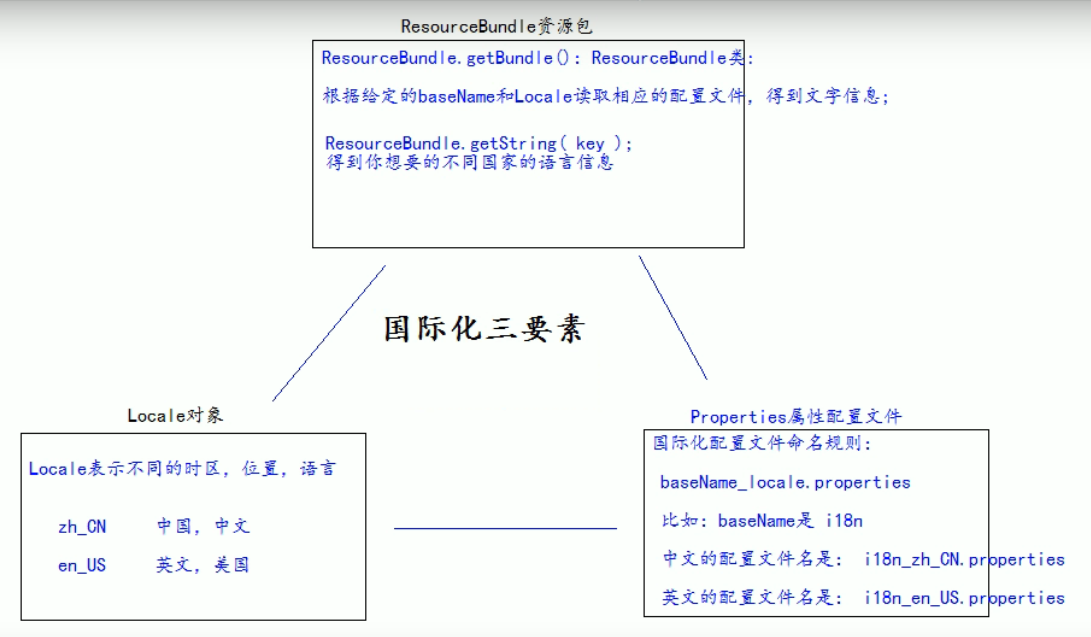 ResourceBundle资源包
ResourceBundle.getBundle(): ResourceBundle类:
根据给定的baseName和Locale读取相应的配置文件，得到文字信息;
ResourceBundle.getString( key );
得到你想要的不同国家的语言信息
国际化三要素
Locale对象
Locale表示不同的时区，位置，语言
zh_CN 中国，中文
en_US 英文，美国
Properties属性配置文件
国际化配置文件命名规则:
baseName_locale.properties
比如: baseName是 i18n
中文的配置文件名是: i18n_zh_CN.properties
英文的配置文件名是: i18n_en_US.properties